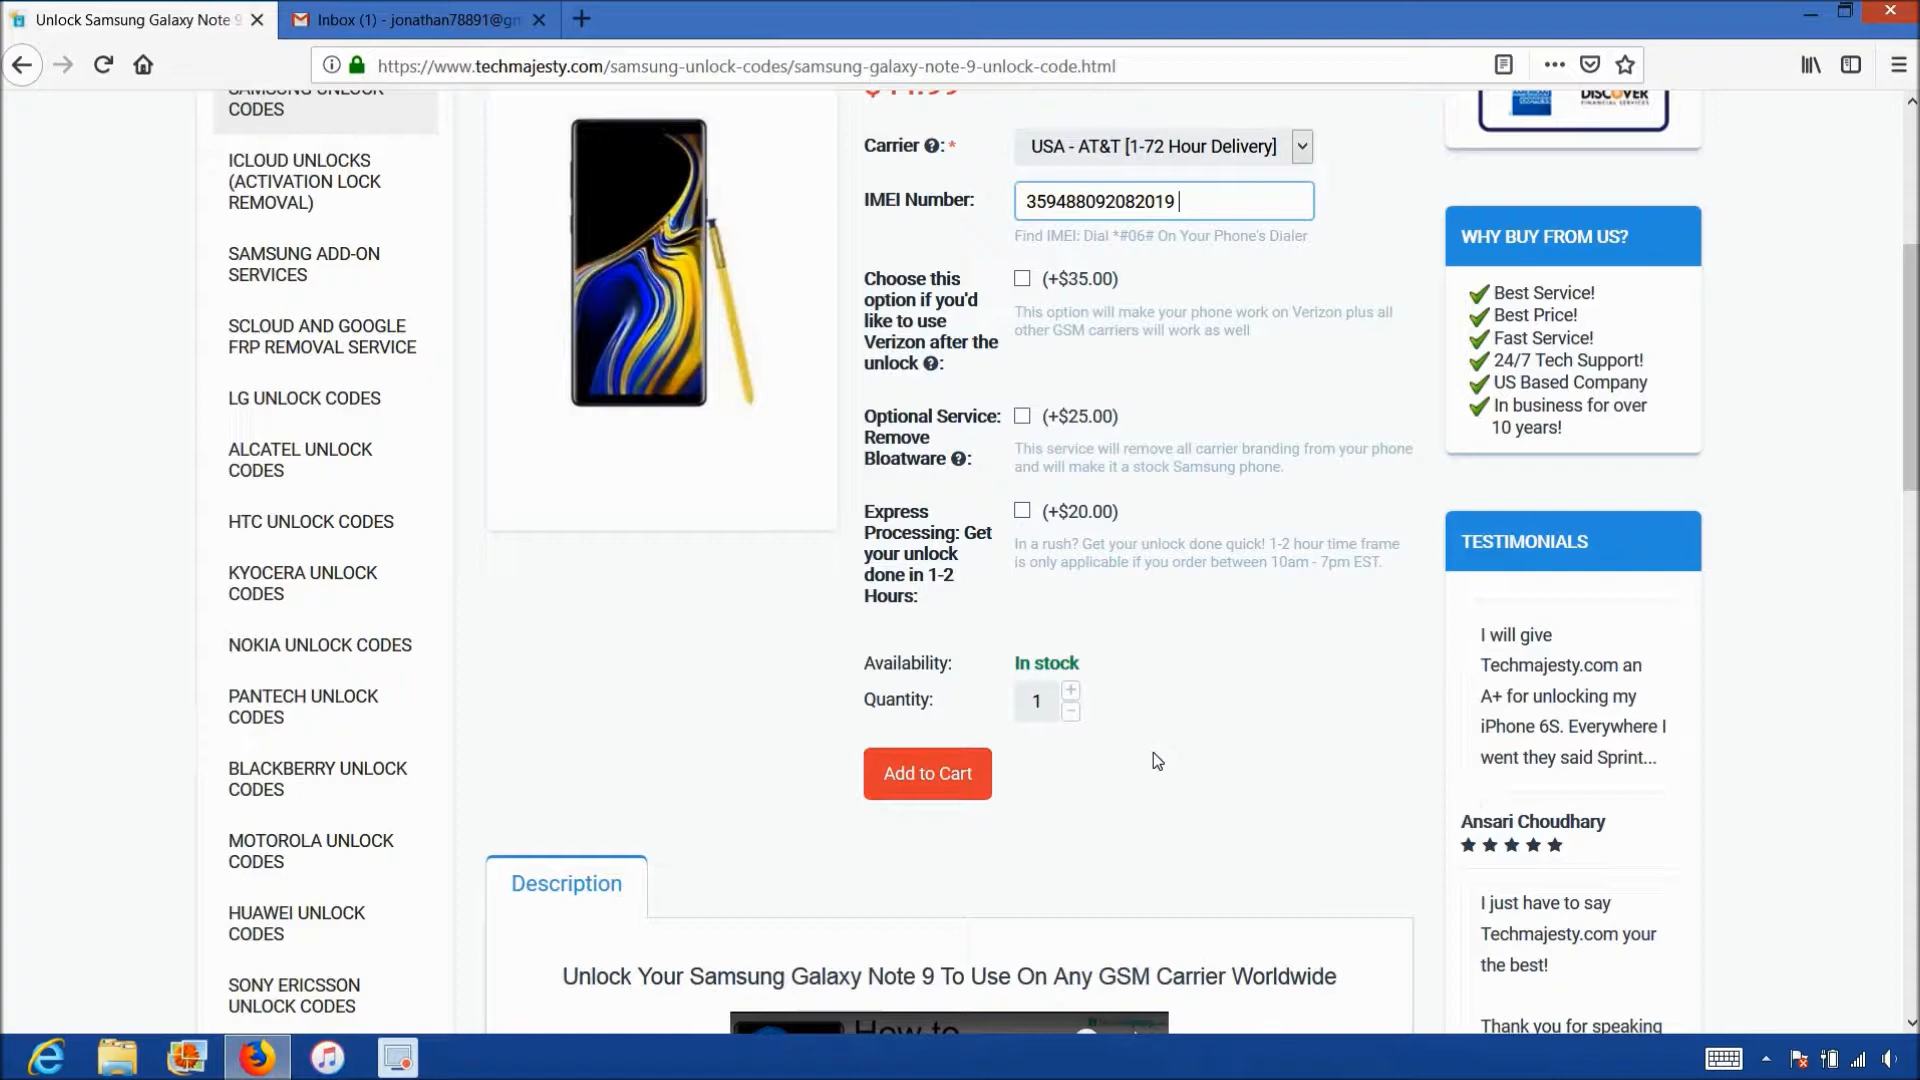 Unlock Samsung Galaxy Note 9
Inbox (1) - jonathan78891@gm
https://www.techmajesty.com/samsung-unlock-codes/samsung-galaxy-note-9-unlock-code.html
SAMSUNG UNLOCK
CODES
ICLOUD UNLOCKS
(ACTIVATION LOCK
REMOVAL)
SAMSUNG ADD-ON
SERVICES
SCLOUD AND GOOGLE
FRP REMOVAL SERVICE
LG UNLOCK CODES
ALCATEL UNLOCK
CODES
HTC UNLOCK CODES
KYOCERA UNLOCK
CODES
NOKIA UNLOCK CODES
PANTECH UNLOCK
CODES
BLACKBERRY UNLOCK
CODES
MOTOROLA UNLOCK
CODES
HUAWEI UNLOCK
CODES
SONY ERICSSON
UNLOCK CODES
Carrier ?: *
USA - AT&T [1-72 Hour Delivery]
IMEI Number:
359488092082019
Find IMEI: Dial *#06# On Your Phone's Dialer
Choose this
option if you'd
like to use
Verizon after the
unlock ?:
(+$35.00)
This option will make your phone work on Verizon plus all
other GSM carriers will work as well
Optional Service:
Remove
Bloatware ?:
(+$25.00)
This service will remove all carrier branding from your phone
and will make it a stock Samsung phone.
Express
Processing: Get
your unlock
done in 1-2
Hours:
(+$20.00)
In a rush? Get your unlock done quick! 1-2 hour time frame
is only applicable if you order between 10am - 7pm EST.
Availability:
In stock
Quantity:
1
+
-
Add to Cart
Description
Unlock Your Samsung Galaxy Note 9 To Use On Any GSM Carrier Worldwide
How to
AMERICAN
EXPRESS
DISCOVER
FINANCIAL SERVICES
WHY BUY FROM US?
Best Service!
Best Price!
Fast Service!
24/7 Tech Support!
US Based Company
In business for over
10 years!
TESTIMONIALS
I will give
Techmajesty.com an
A+ for unlocking my
iPhone 6S. Everywhere I
went they said Sprint...
Ansari Choudhary
I just have to say
Techmajesty.com your
the best!
Thank you for speaking